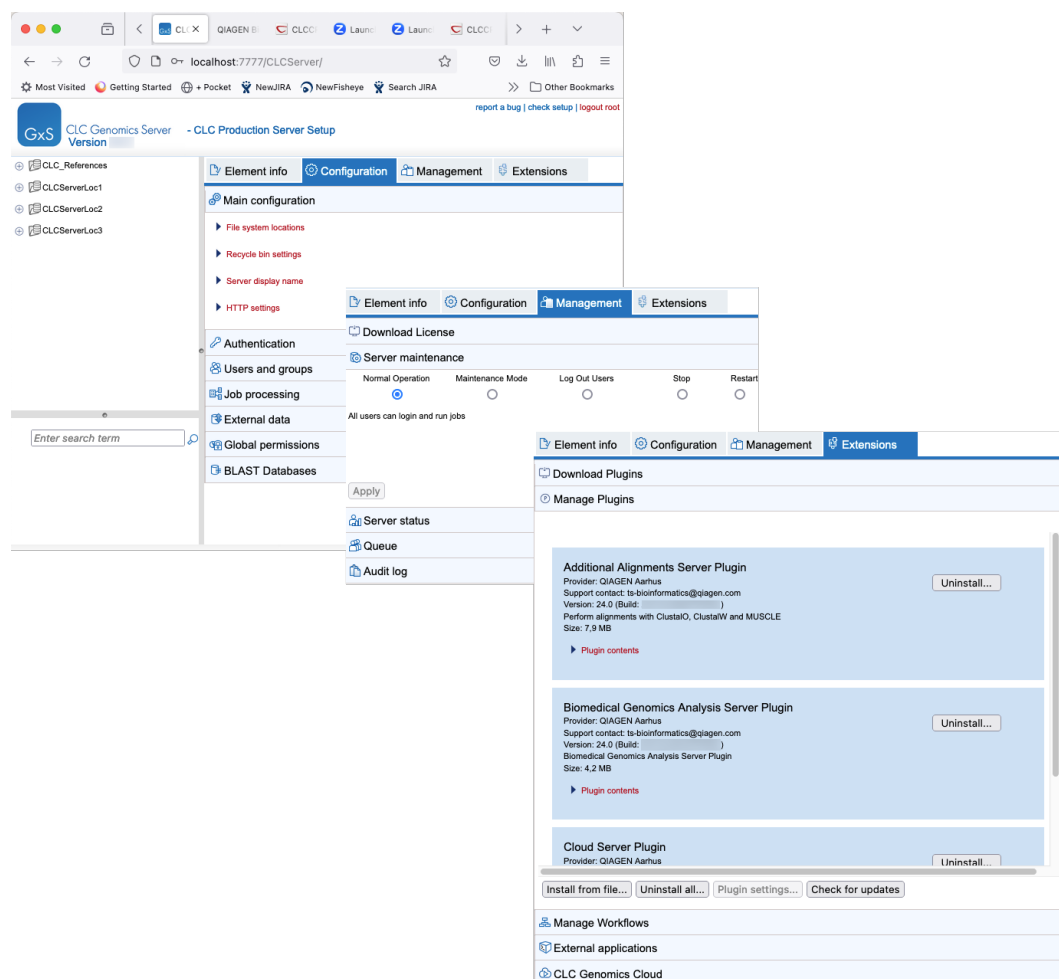 CLC
QIAGEN B
CLCC
Launc
Launc
CLCC
localhost:7777/CLCServer/
Most Visited
Getting Started
+ Pocket
NewJIRA
NewFisheye
Search JIRA
Other Bookmarks
report a bug | check setup | logout root
GxS
CLC Genomics Server - CLC Production Server Setup
Version
CLC_References
CLCServerLoc1
CLCServerLoc2
CLCServerLoc3
Enter search term
Element info
Configuration
Management
Extensions
Main configuration
File system locations
Recycle bin settings
Server display name
HTTP settings
Authentication
Users and groups
Job processing
External data
Global permissions
BLAST Databases
Element info
Configuration
Management
Extensions
Download License
Server maintenance
Normal Operation
Maintenance Mode
Log Out Users
Stop
Restart
All users can login and run jobs
Apply
Server status
Queue
Audit log
Element info
Configuration
Management
Extensions
Download Plugins
Manage Plugins
Additional Alignments Server Plugin
Provider: QIAGEN Aarhus
Support contact: ts-bioinformatics@qiagen.com
Version: 24.0 (Build: )
Perform alignments with ClustalO, ClustalW and MUSCLE
Size: 7,9 MB
Plugin contents
Uninstall...
Biomedical Genomics Analysis Server Plugin
Provider: QIAGEN Aarhus
Support contact: ts-bioinformatics@qiagen.com
Version: 24.0 (Build: )
Biomedical Genomics Analysis Server Plugin
Size: 4,2 MB
Plugin contents
Uninstall...
Cloud Server Plugin
Provider: QIAGEN Aarhus
Uninstall...
Install from file...
Uninstall all...
Plugin settings...
Check for updates
Manage Workflows
External applications
CLC Genomics Cloud